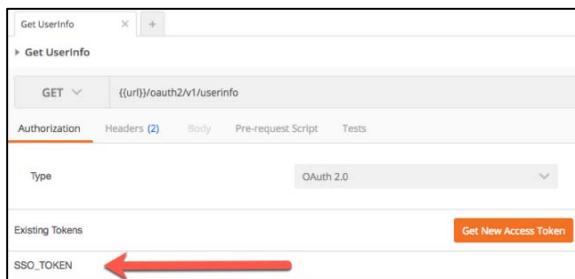 Get UserInfo × +
Get UserInfo
GET {{url}}/oauth2/v1/userinfo
Authorization Headers (2) Body Pre-request Script Tests
Type OAuth 2.0
Existing Tokens Get New Access Token
SSO_TOKEN